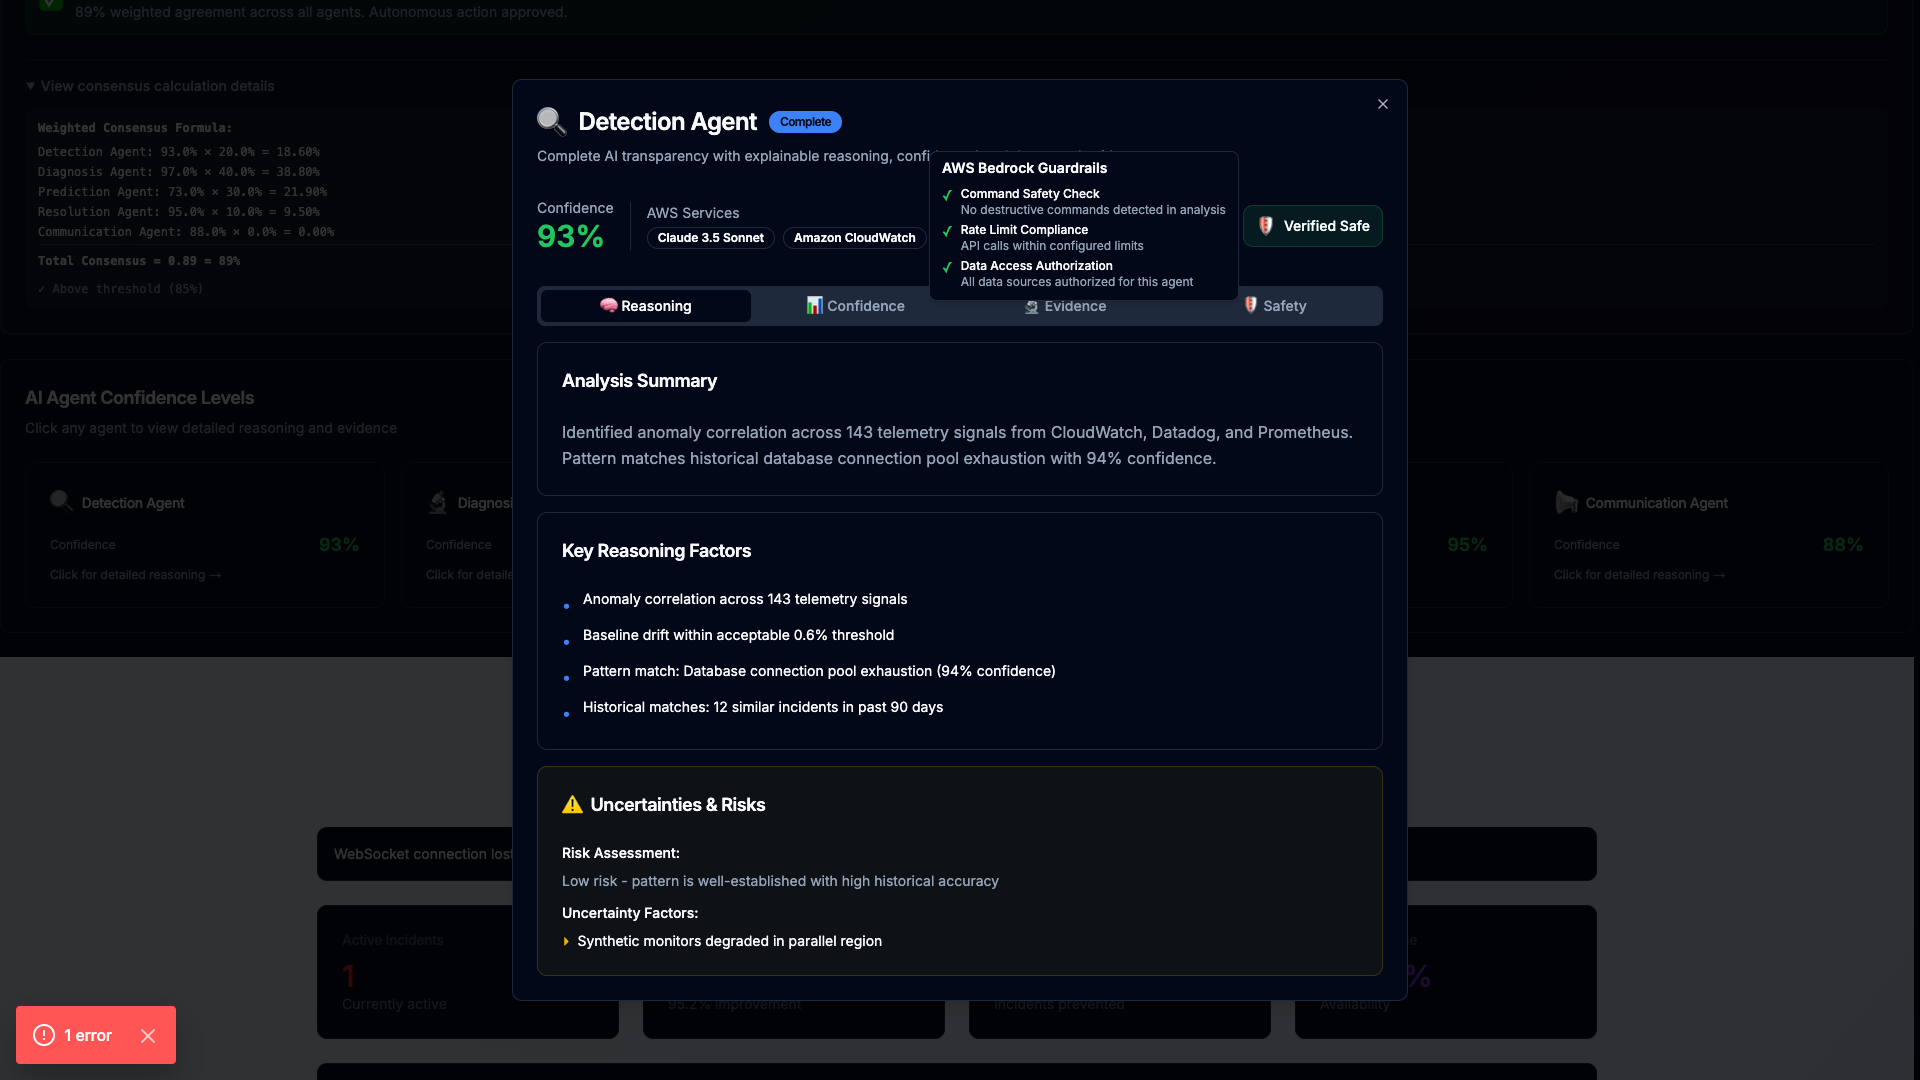 89% weighted agreement across all agents. Autonomous action approved.
▼ View consensus calculation details
Weighted Consensus Formula:
Detection Agent: 93.0% × 20.0% = 18.60%
Diagnosis Agent: 97.0% × 40.0% = 38.80%
Prediction Agent: 73.0% × 30.0% = 21.90%
Resolution Agent: 95.0% × 10.0% = 9.50%
Communication Agent: 88.0% × 0.0% = 0.00%
Total Consensus = 0.89 = 89%
✓ Above threshold (85%)
AI Agent Confidence Levels
Click any agent to view detailed reasoning and evidence
Detection Agent
Confidence 93%
Click for detailed reasoning →
Diagnosi
Confidence
Click for detaile
95%
Communication Agent
Confidence 88%
Click for detailed reasoning →
Detection Agent Complete
Complete AI transparency with explainable reasoning,
Confidence
93%
AWS Services
Claude 3.5 Sonnet Amazon CloudWatch
AWS Bedrock Guardrails
✓ Command Safety Check
No destructive commands detected in analysis
✓ Rate Limit Compliance
API calls within configured limits
✓ Data Access Authorization
All data sources authorized for this agent
Verified Safe
Reasoning Confidence Evidence Safety
Analysis Summary
Identified anomaly correlation across 143 telemetry signals from CloudWatch, Datadog, and Prometheus.
Pattern matches historical database connection pool exhaustion with 94% confidence.
Key Reasoning Factors
• Anomaly correlation across 143 telemetry signals
• Baseline drift within acceptable 0.6% threshold
• Pattern match: Database connection pool exhaustion (94% confidence)
• Historical matches: 12 similar incidents in past 90 days
Uncertainties & Risks
Risk Assessment:
Low risk - pattern is well-established with high historical accuracy
Uncertainty Factors:
Synthetic monitors degraded in parallel region
WebSocket connection lost
Active Incidents
1
Currently active
95.2% improvement
Incidents prevented
%
Availability
1 error